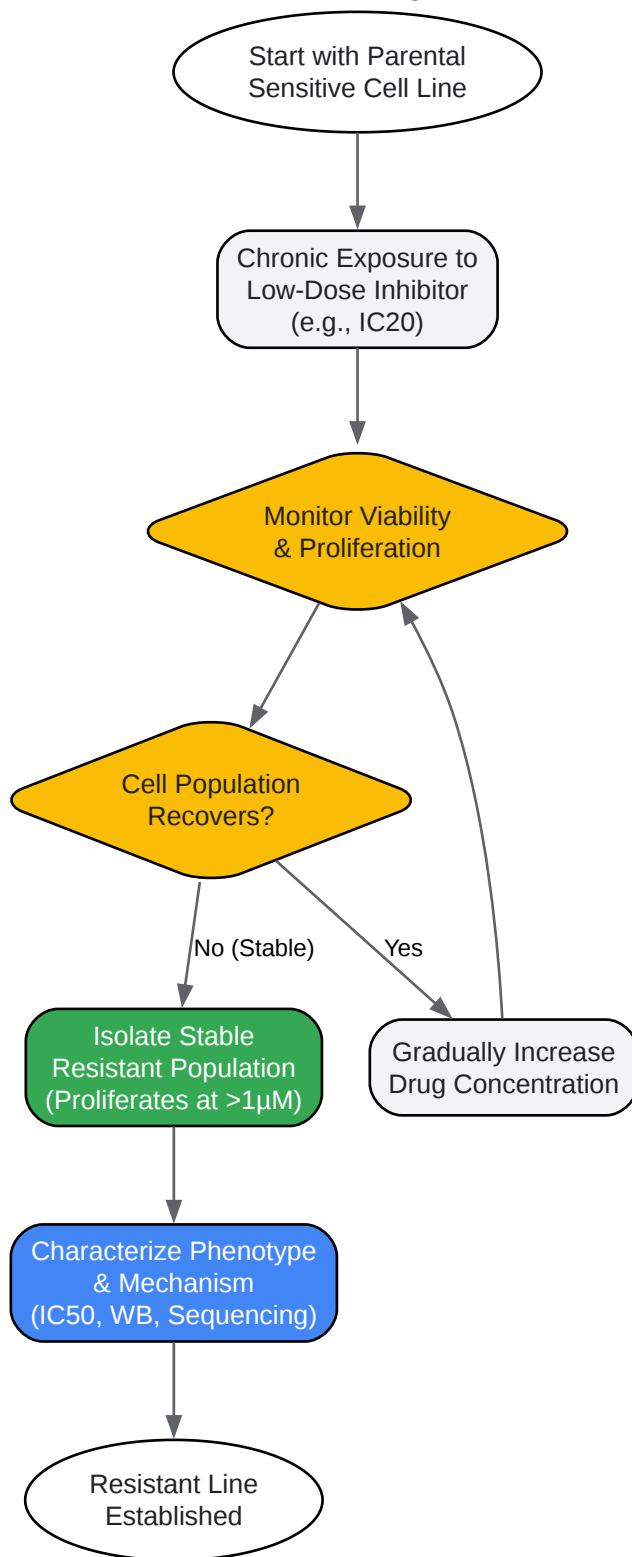 Start with Parental
Sensitive Cell Line
Chronic Exposure to
Low-Dose Inhibitor
(e.g., IC20)
Monitor Viability
& Proliferation
Cell Population
Recovers?
No (Stable)
Yes
Isolate Stable
Resistant Population
(Proliferates at >1µM)
Gradually Increase
Drug Concentration
Characterize Phenotype
& Mechanism
(IC50, WB, Sequencing)
Resistant Line
Established